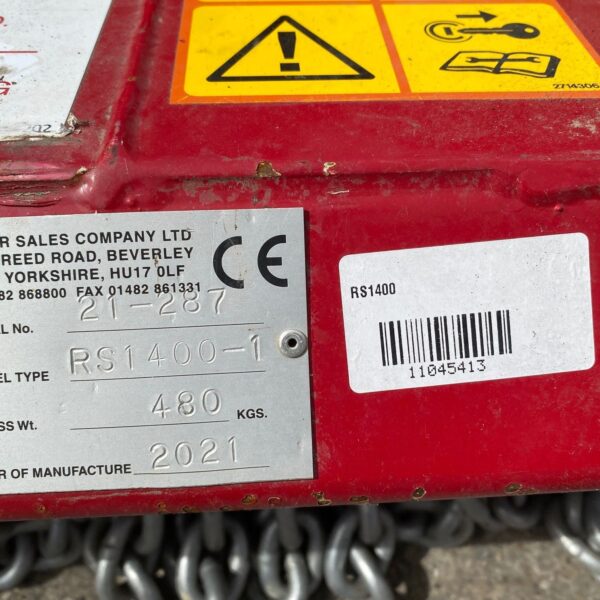 2714306
R SALES COMPANY LTD
REED ROAD, BEVERLEY
YORKSHIRE, HU17 0LF
82 868800 FAX 01482 861331
CE
L No. 21-287
EL TYPE RS1400-1
SS Wt. 480 KGS.
R OF MANUFACTURE 2021
RS1400
11045413